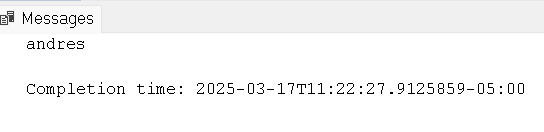 Messages
andres
Completion time: 2025-03-17T11:22:27.9125859-05:00